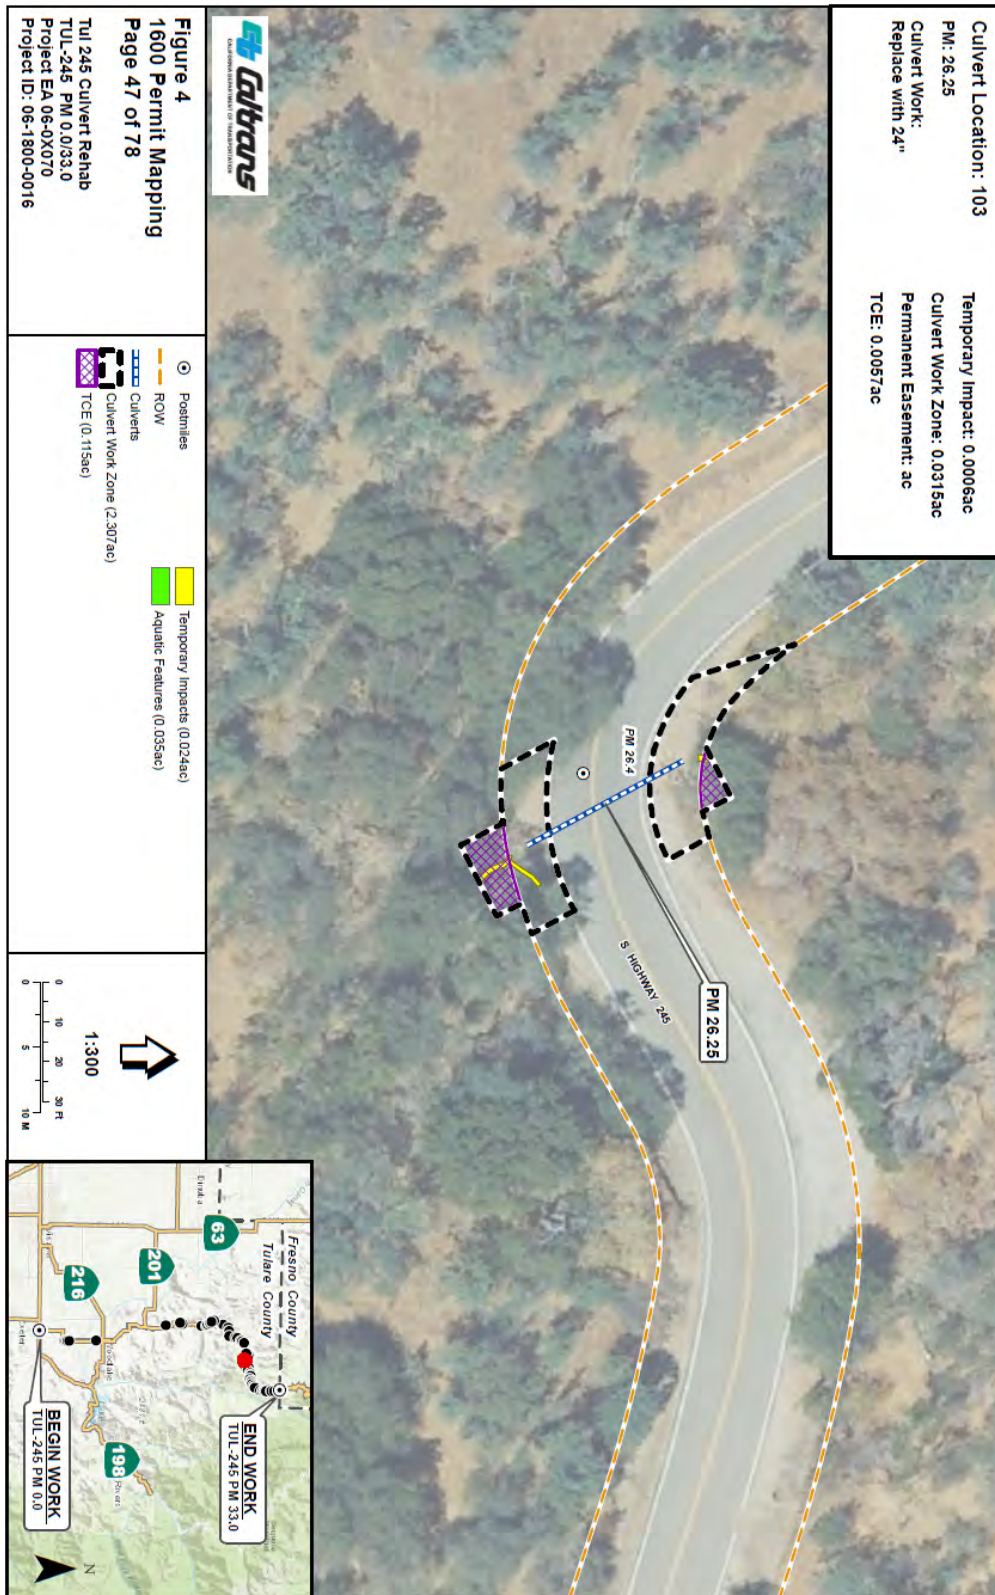 Culvert Location: 103
PM: 26.25
Culvert Work:
Replace with 24"
Temporary Impact: 0.0006ac
Culvert Work Zone: 0.0315ac
Permanent Easement: ac
TCE: 0.0057ac
PM 26.4
PM 26.25
S HIGHWAY 245
Caltrans
CALIFORNIA DEPARTMENT OF TRANSPORTATION
Figure 4
1600 Permit Mapping
Page 47 of 78
Tul 245 Culvert Rehab
TUL-245 PM 0.0/33.0
Project EA 06-0X070
Project ID: 06-1800-0016
Postmiles
ROW
Culverts
Culvert Work Zone (2.307ac)
TCE (0.115ac)
Temporary Impacts (0.024ac)
Aquatic Features (0.035ac)
1:300
0 10 20 30 Ft
0 5 10 M
Fresno County
Tulare County
63
201
216
198
Dinuba
END WORK
TUL-245 PM 33.0
BEGIN WORK
TUL-245 PM 0.0
N